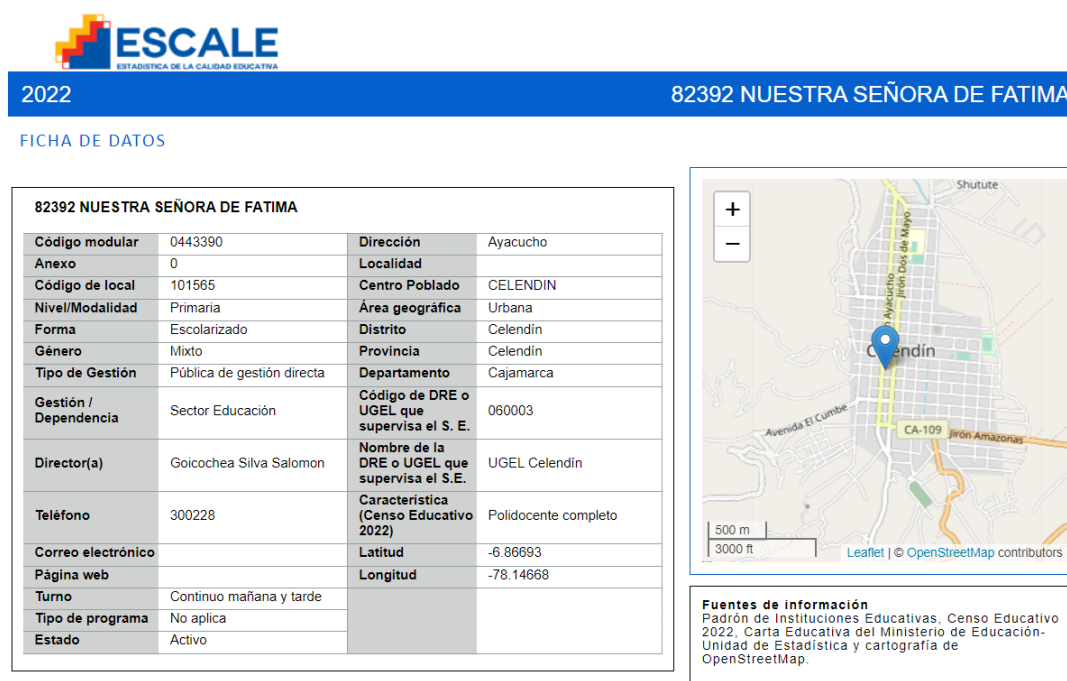 ESCALE
ESTADISTICA DE LA CALIDAD EDUCATIVA
2022
82392 NUESTRA SEÑORA DE FATIMA
FICHA DE DATOS
82392 NUESTRA SEÑORA DE FATIMA
Código modular 0443390 Dirección Ayacucho
Anexo 0 Localidad
Código de local 101565 Centro Poblado CELENDIN
Nivel/Modalidad Primaria Área geográfica Urbana
Forma Escolarizado Distrito Celendín
Género Mixto Provincia Celendín
Tipo de Gestión Pública de gestión directa Departamento Cajamarca
Gestión /
Dependencia
Sector Educación
Código de DRE o
UGEL que
supervisa el S. E.
060003
Director(a) Goicochea Silva Salomon
Nombre de la
DRE o UGEL que
supervisa el S.E.
UGEL Celendín
Teléfono 300228
Característica
(Censo Educativo
2022)
Polidocente completo
Correo electrónico Latitud -6.86693
Página web Longitud -78.14668
Turno Continuo mañana y tarde
Tipo de programa No aplica
Estado Activo
+
−
Shutute
Jirón Dos de Mayo
Ayacucho
Avenida El Cumbe
CA-109
Jirón Amazonas
500 m
3000 ft
Leaflet | © OpenStreetMap contributors
Fuentes de información
Padrón de Instituciones Educativas, Censo Educativo
2022, Carta Educativa del Ministerio de Educación-
Unidad de Estadística y cartografía de
OpenStreetMap.